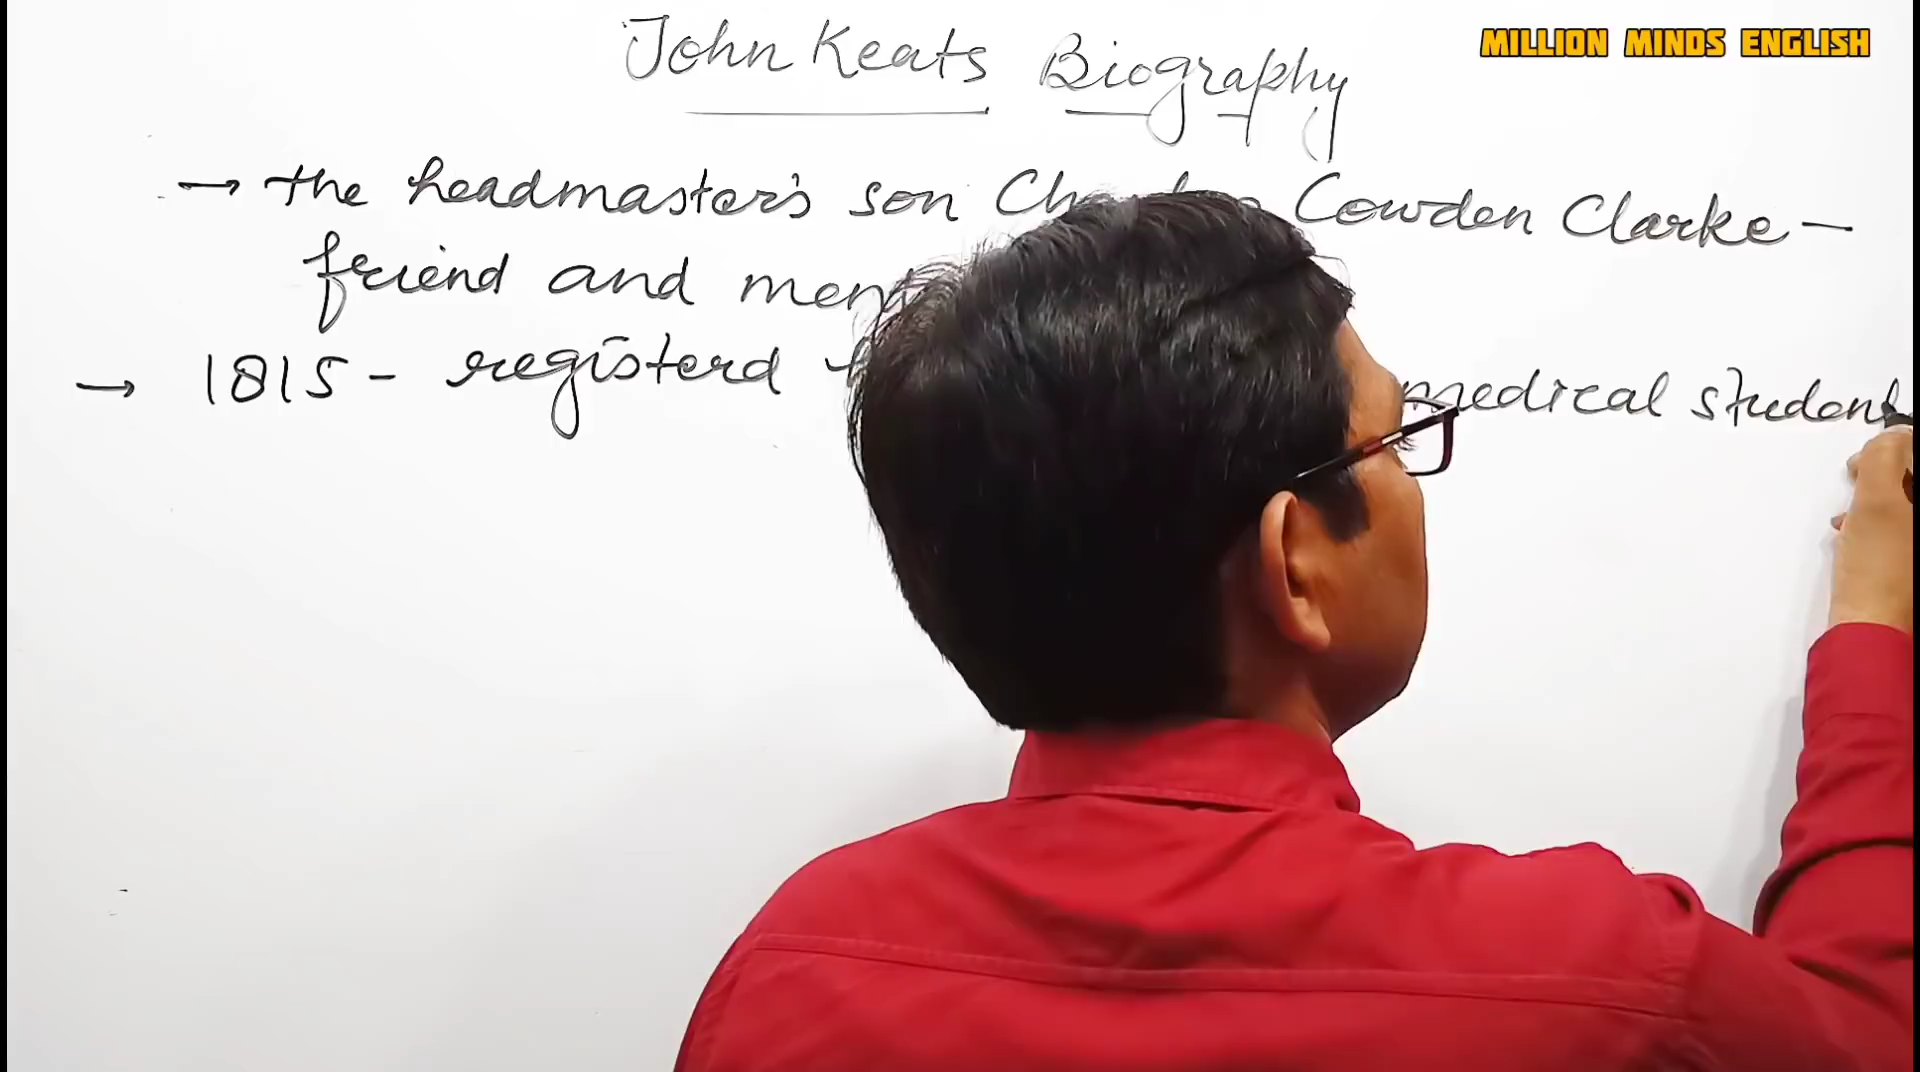 John Keats Biography
MILLION MINDS ENGLISH
→ the headmaster's son Cowden Clarke –
friend and
→ 1815 - registerd medical student